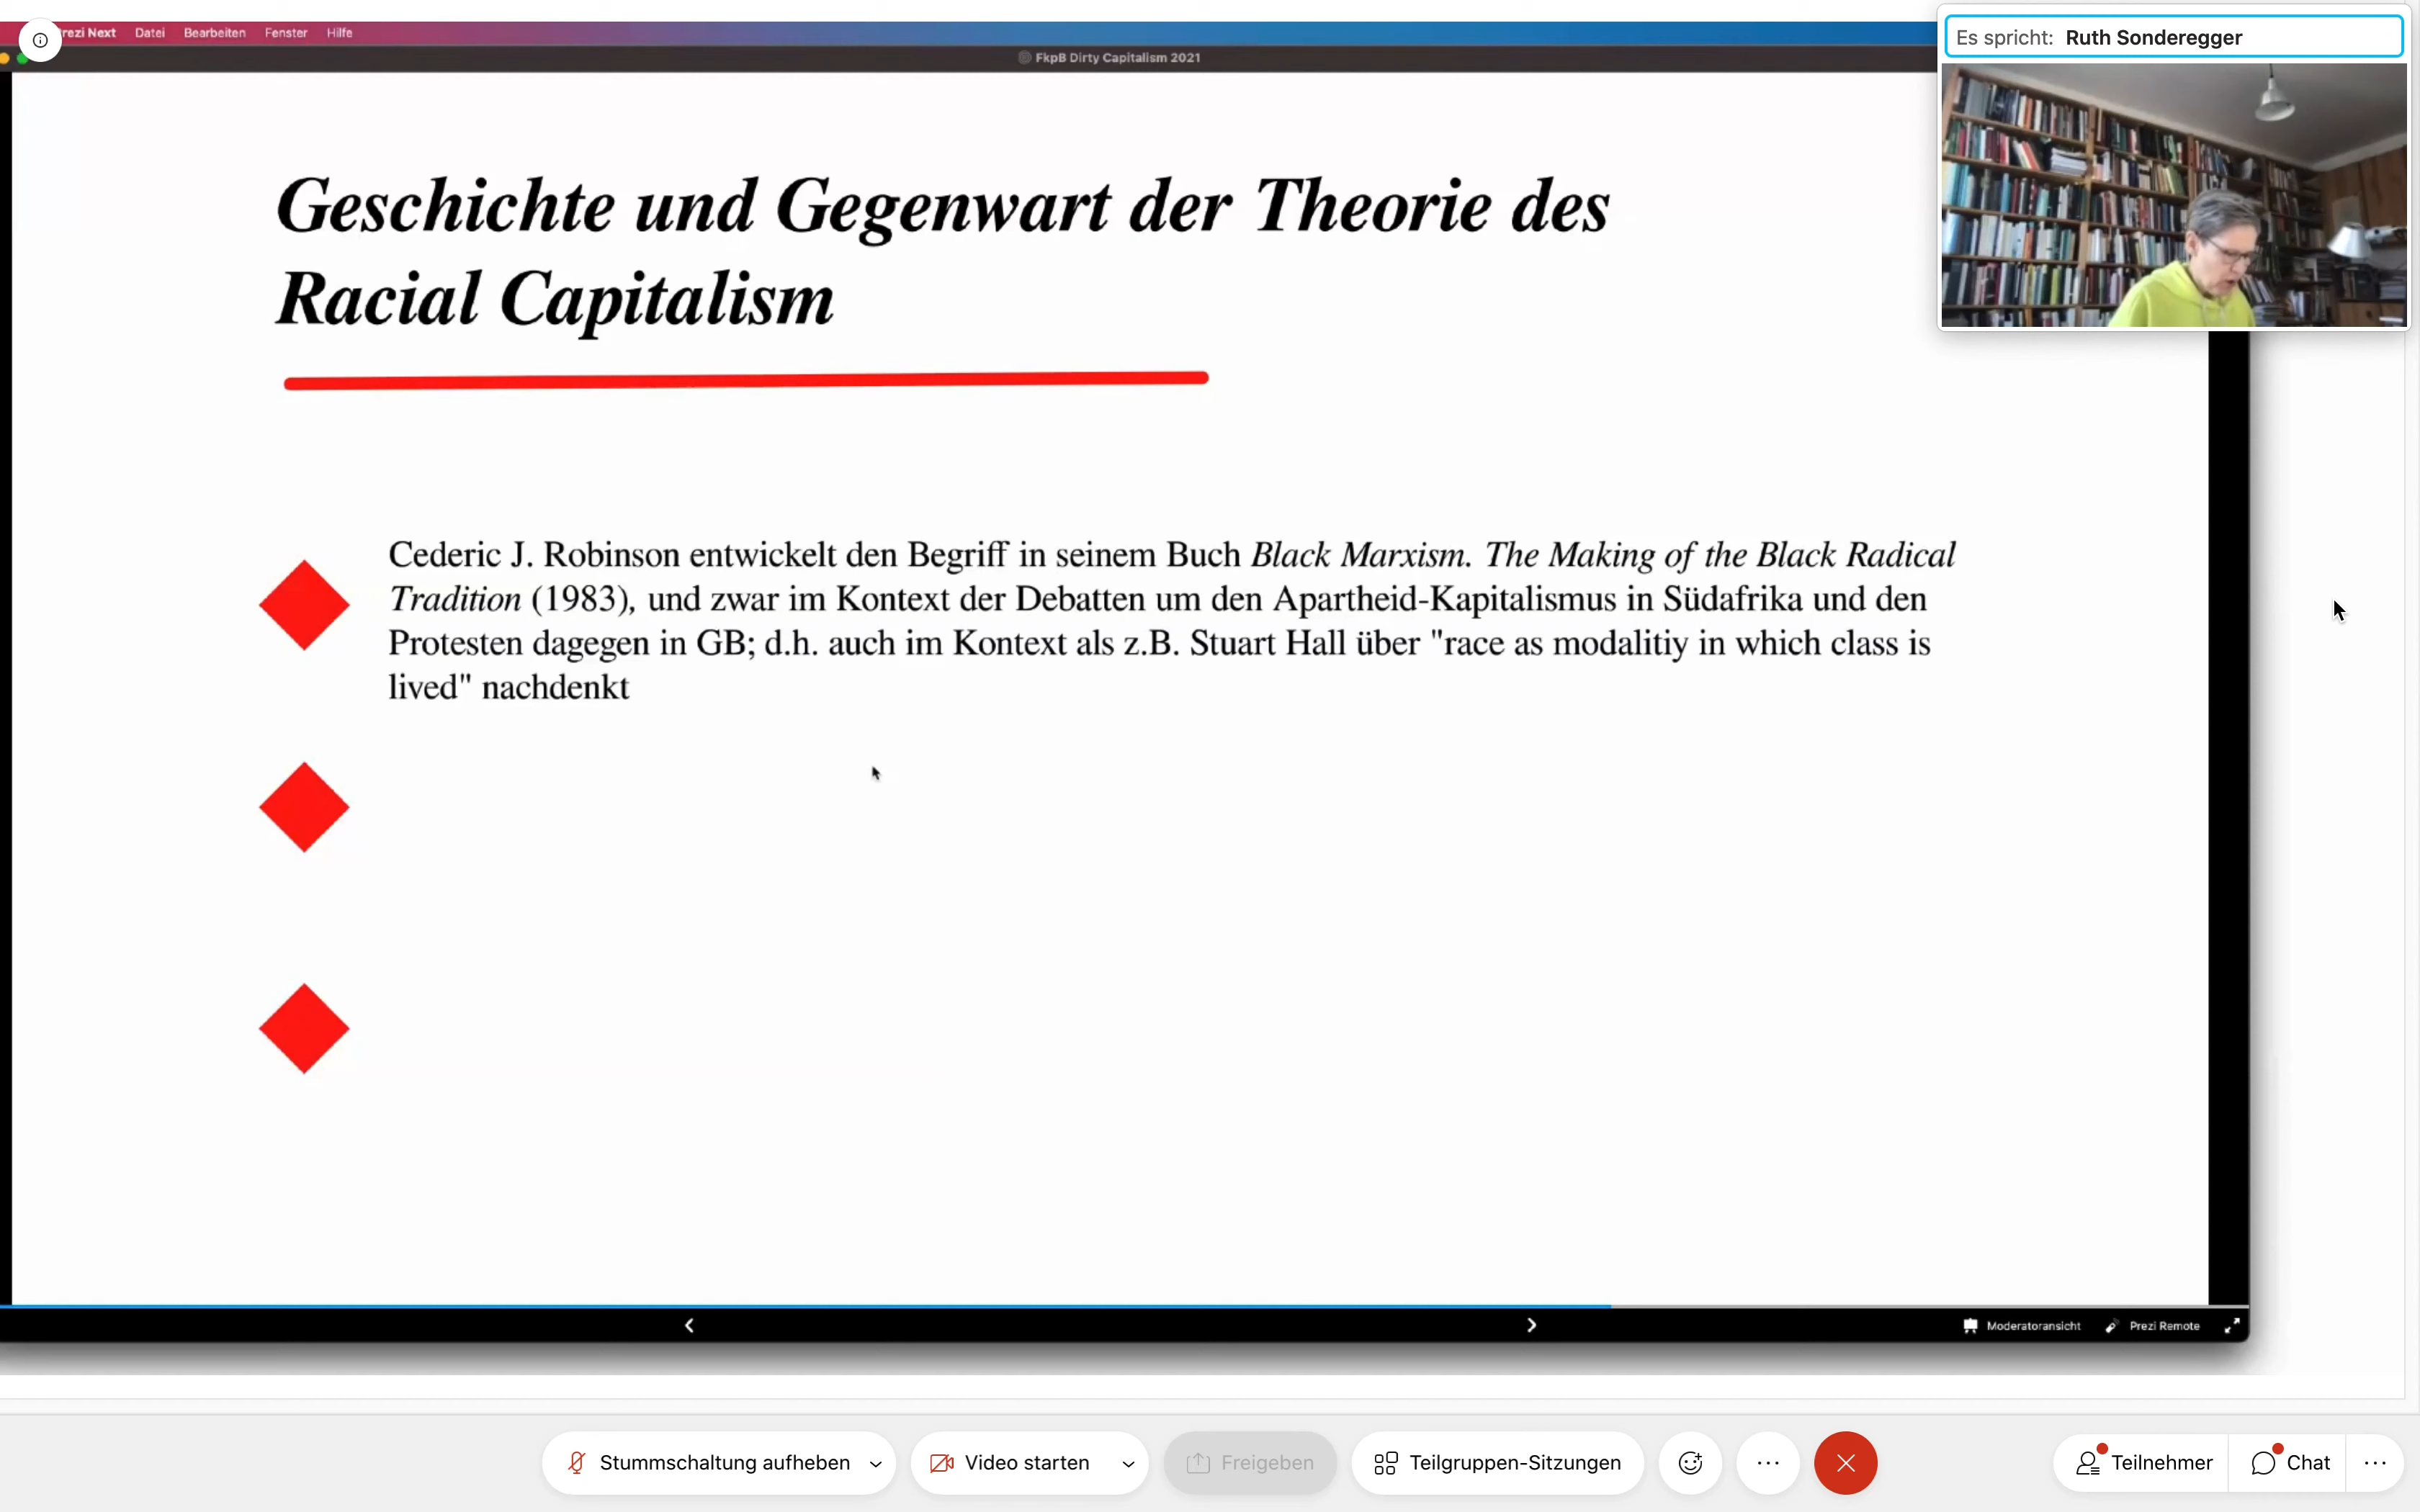 Prezi Next Datei Bearbeiten Fenster Hilfe
FkpB Dirty Capitalism 2021
Es spricht: Ruth Sonderegger
Geschichte und Gegenwart der Theorie des
Racial Capitalism
Cederic J. Robinson entwickelt den Begriff in seinem Buch Black Marxism. The Making of the Black Radical
Tradition (1983), und zwar im Kontext der Debatten um den Apartheid-Kapitalismus in Südafrika und den
Protesten dagegen in GB; d.h. auch im Kontext als z.B. Stuart Hall über "race as modalitiy in which class is
lived" nachdenkt
Moderatoransicht Prezi Remote
Stummschaltung aufheben Video starten Freigeben Teilgruppen-Sitzungen Teilnehmer Chat